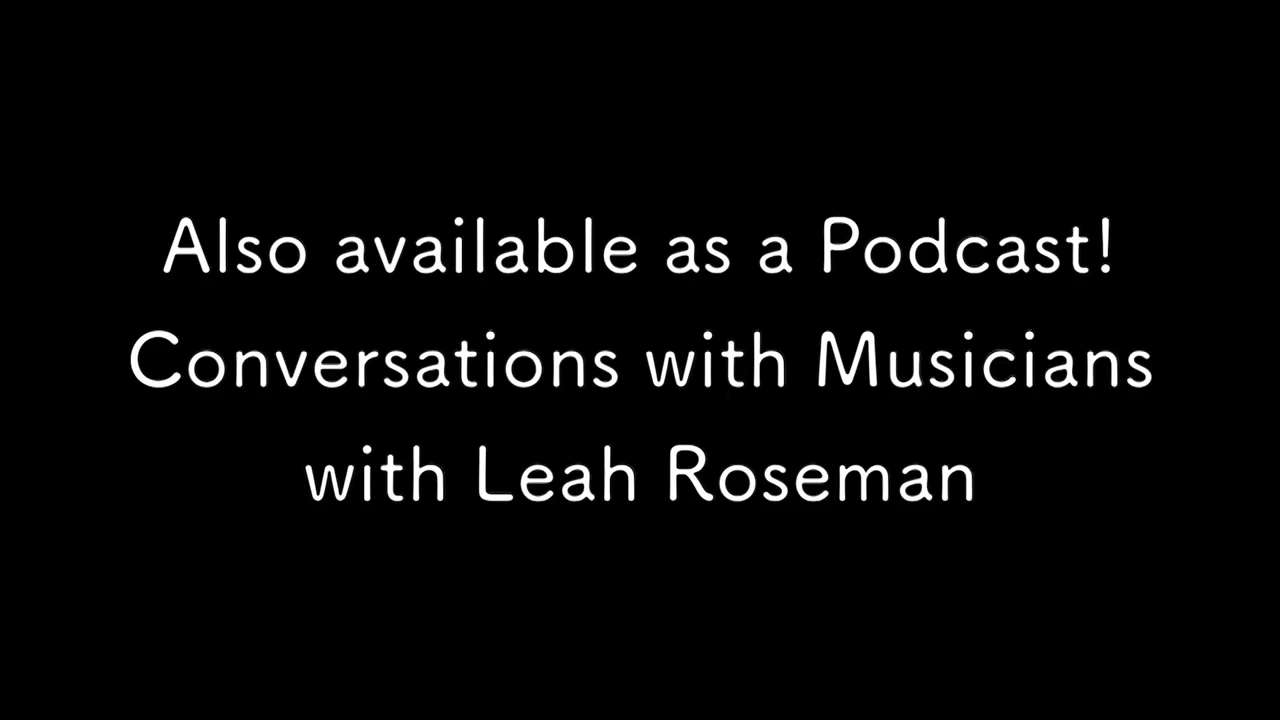 Also available as a Podcast!
Conversations with Musicians
with Leah Roseman